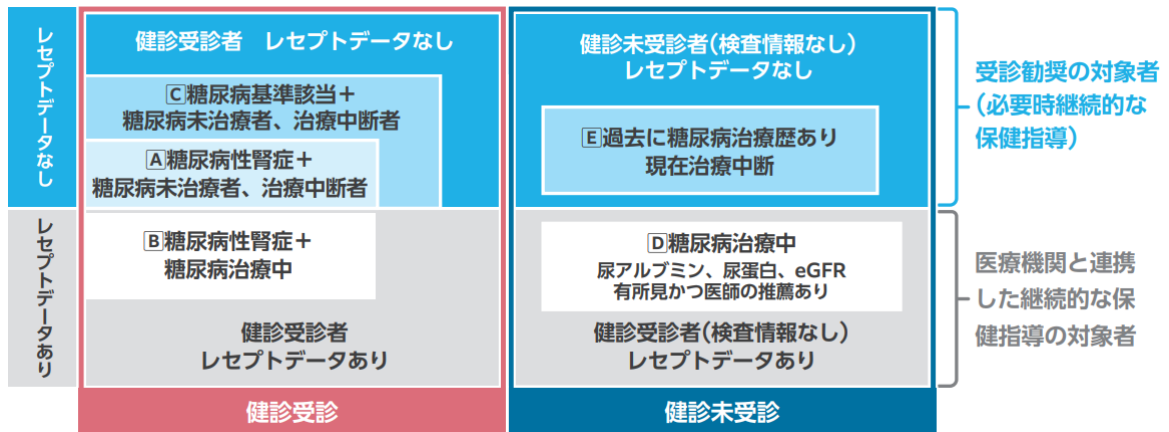 レセプトデータなし
健診受診者 レセプトデータなし
C糖尿病基準該当+
糖尿病未治療者、治療中断者
A糖尿病性腎症+
糖尿病未治療者、治療中断者
健診未受診者(検査情報なし)
レセプトデータなし
E過去に糖尿病治療歴あり
現在治療中断
受診勧奨の対象者
(必要時継続的な
保健指導)
レセプトデータあり
B糖尿病性腎症+
糖尿病治療中
健診受診者
レセプトデータあり
D糖尿病治療中
尿アルブミン、尿蛋白、eGFR
有所見かつ医師の推薦あり
健診受診者(検査情報なし)
レセプトデータあり
医療機関と連携
した継続的な保
健指導の対象者
健診受診
健診未受診